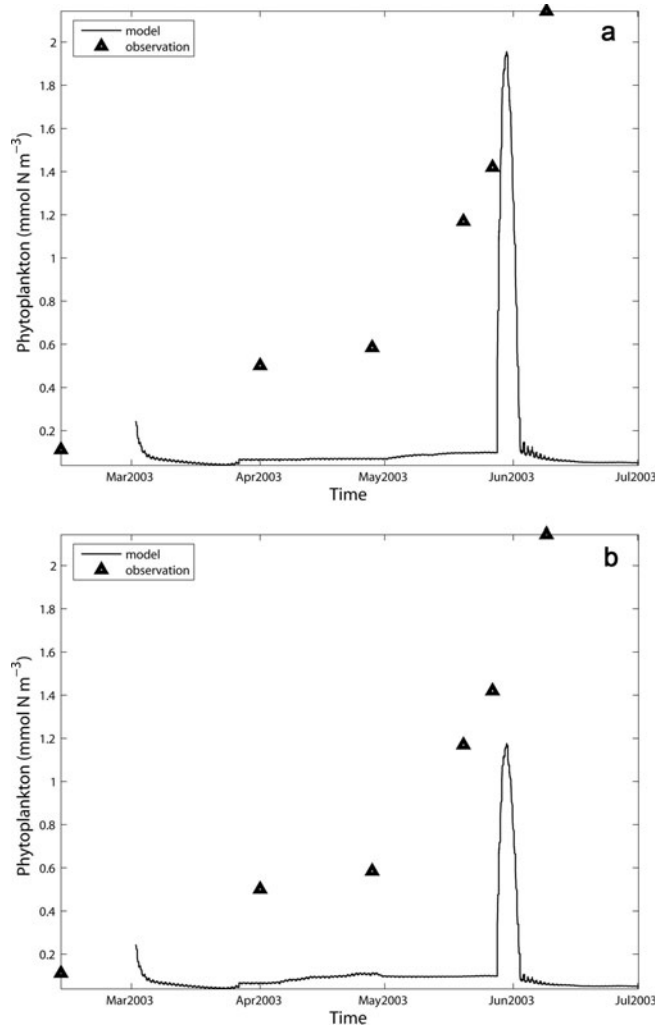 a
model
observation
2
1.8
1.6
1.4
1.2
1
0.8
0.6
0.4
0.2
Phytoplankton (mmol N m⁻³)
Mar2003 Apr2003 May2003 Jun2003 Jul2003
Time
b
model
observation
2
1.8
1.6
1.4
1.2
1
0.8
0.6
0.4
0.2
Phytoplankton (mmol N m⁻³)
Mar2003 Apr2003 May2003 Jun2003 Jul2003
Time